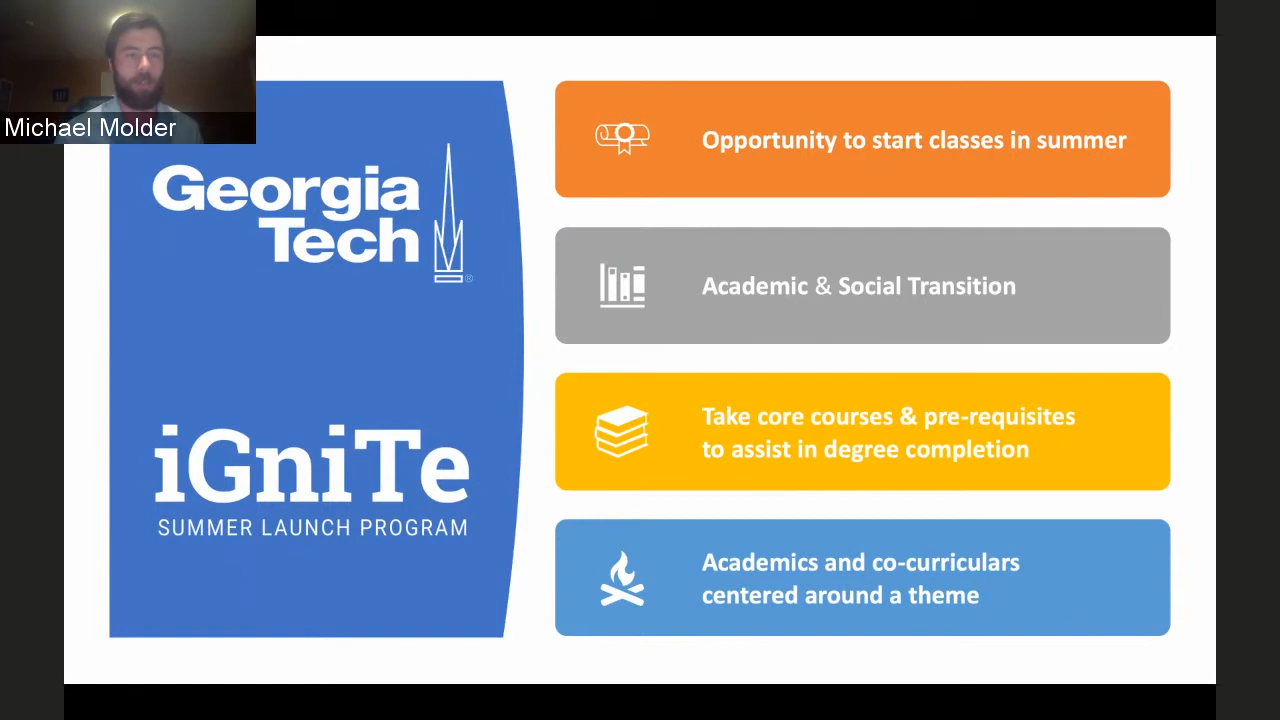 Michael Molder
Georgia
Tech
®
iGniTe
SUMMER LAUNCH PROGRAM
Opportunity to start classes in summer
Academic & Social Transition
Take core courses & pre-requisites
to assist in degree completion
Academics and co-curriculars
centered around a theme